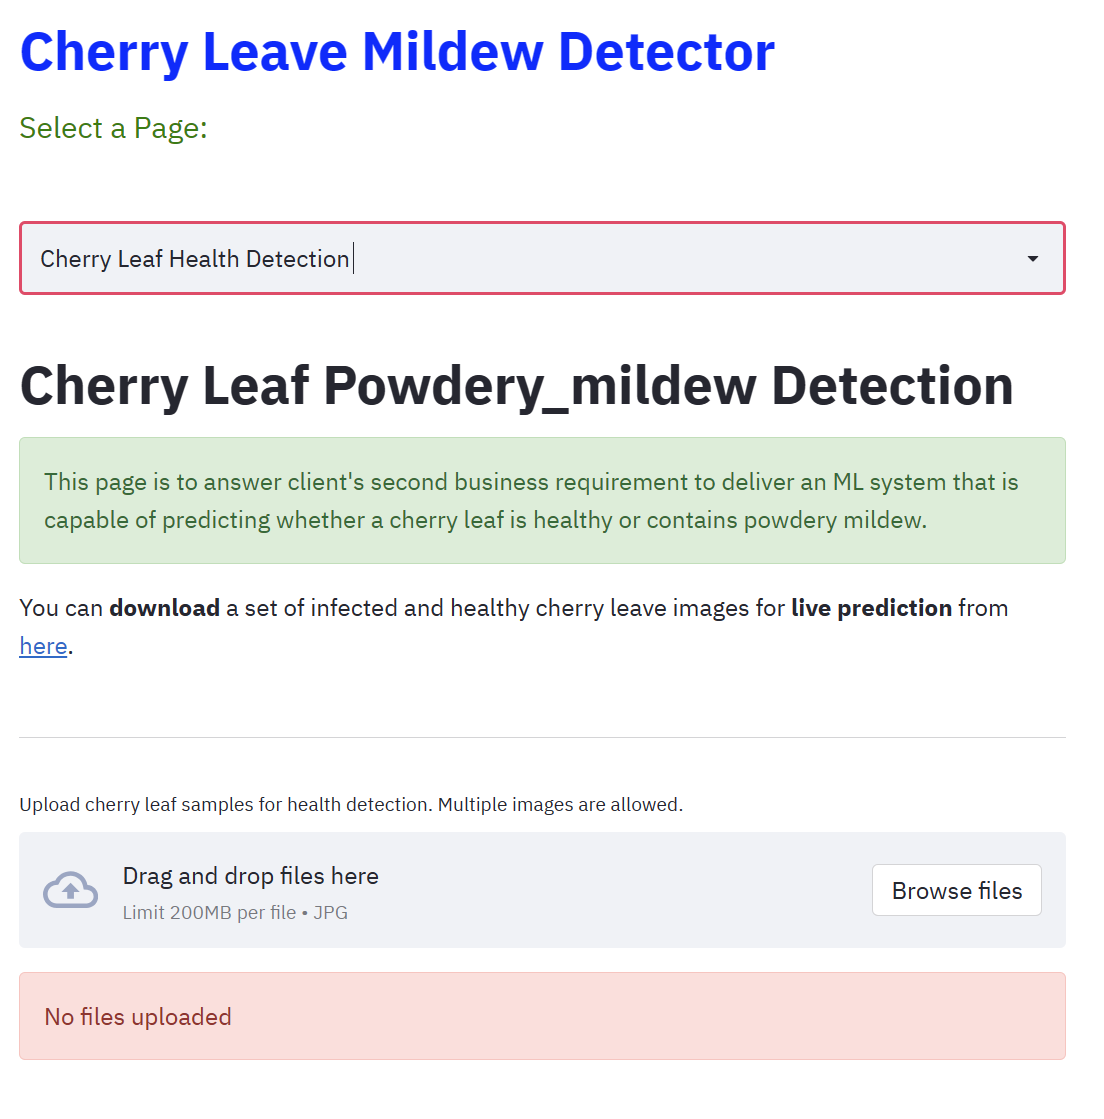 Cherry Leave Mildew Detector
Select a Page:
Cherry Leaf Health Detection
Cherry Leaf Powdery_mildew Detection
This page is to answer client's second business requirement to deliver an ML system that is
capable of predicting whether a cherry leaf is healthy or contains powdery mildew.
You can download a set of infected and healthy cherry leave images for live prediction from
here.
Upload cherry leaf samples for health detection. Multiple images are allowed.
Drag and drop files here
Limit 200MB per file • JPG
Browse files
No files uploaded